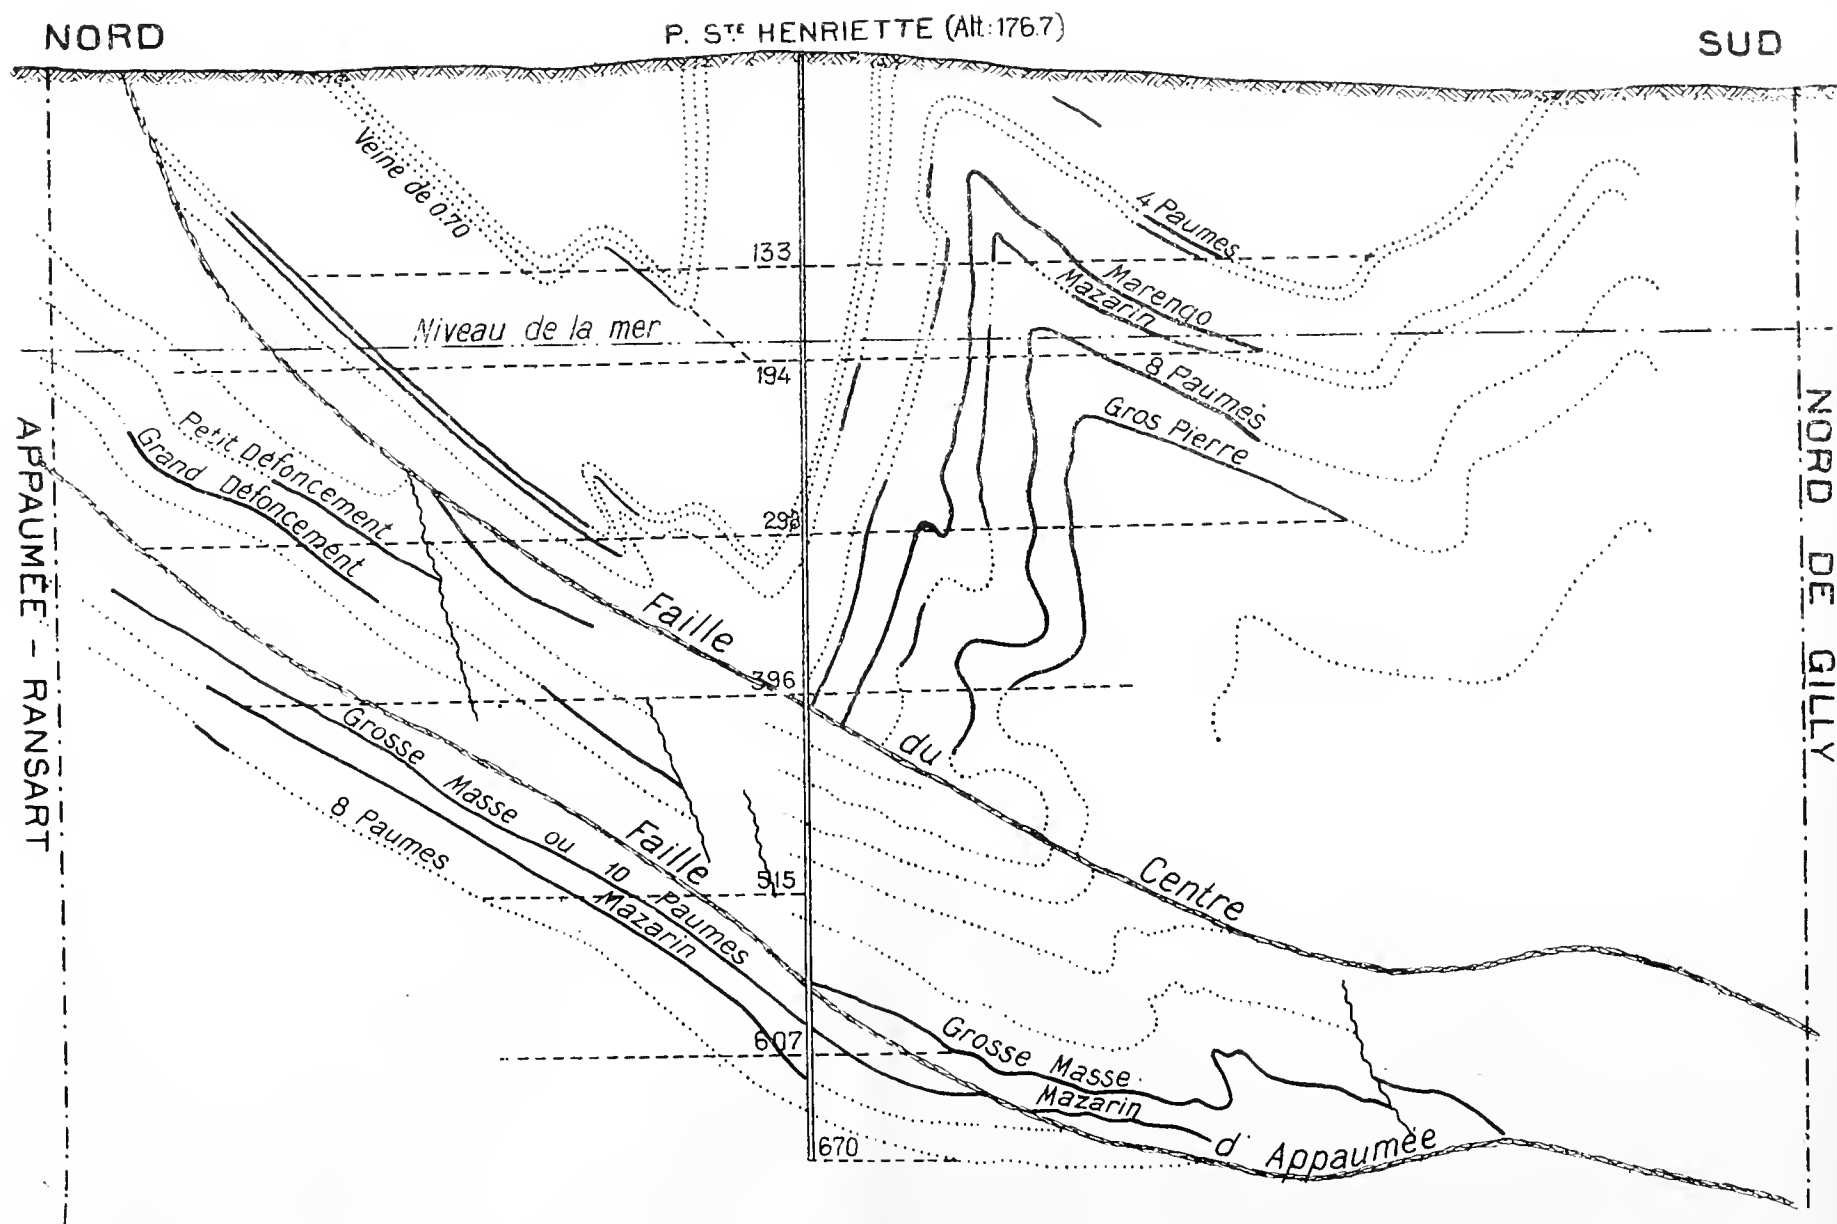 NORD
P. STE HENRIETTE (Alt: 176.7)
SUD
Veine de 0.70
4 Paumes
133
Marengo
Mazarin
Niveau de la mer
194
8 Paumes
Gros Pierre
Petit Défoncement
Grand Défoncement
298
APPAUMÉE - RANSART
NORD DE GILLY
Faille du Centre
396
Grosse Masse ou 10 Paumes
8 Paumes
Faille d'Appaumée
515
Mazarin
607
Grosse Masse
Mazarin
670